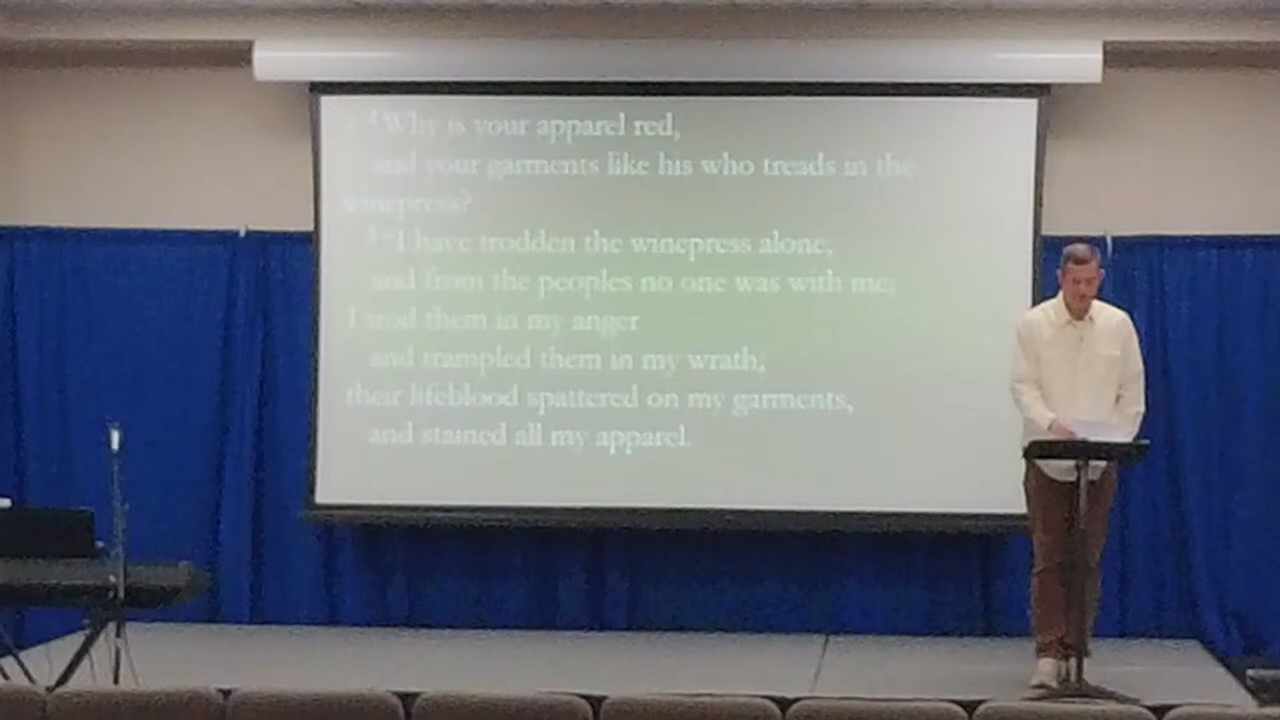 2 Why is your apparel red,
and your garments like his who treads in the
winepress?
3 "I have trodden the winepress alone,
and from the peoples no one was with me;
I trod them in my anger
and trampled them in my wrath;
their lifeblood spattered on my garments,
and stained all my apparel.